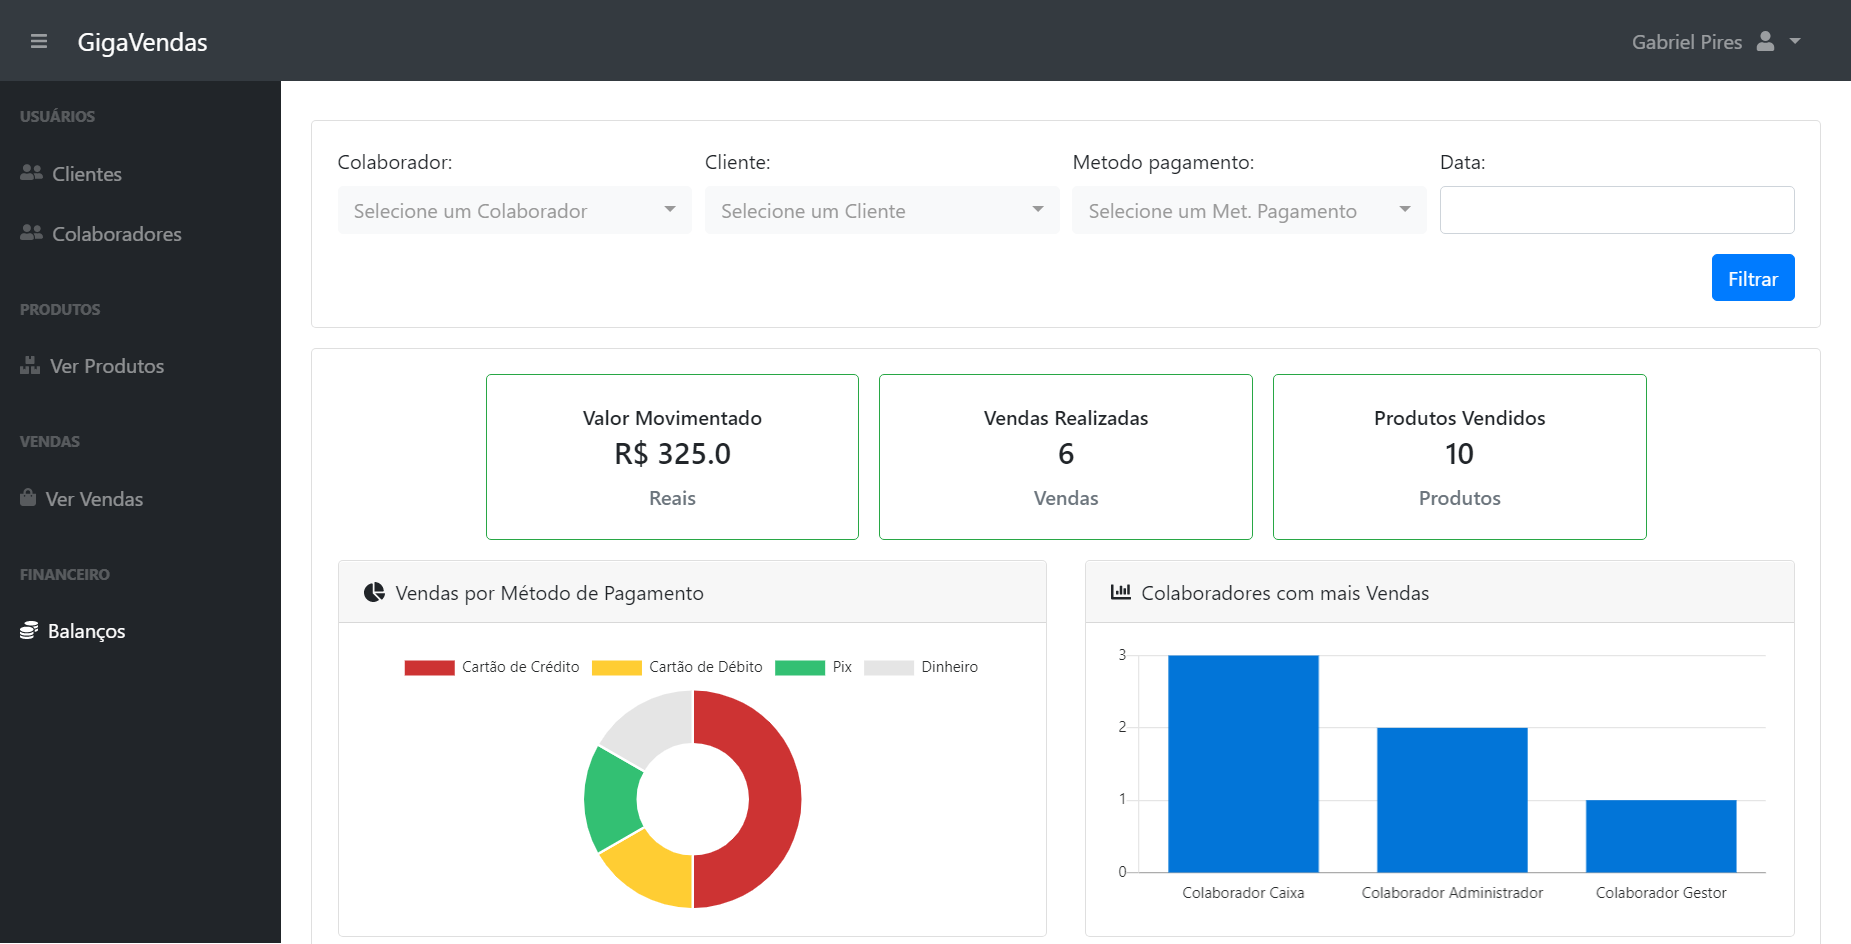 GigaVendas
Gabriel Pires
USUÁRIOS
Clientes
Colaboradores
PRODUTOS
Ver Produtos
VENDAS
Ver Vendas
FINANCEIRO
Balanços
Colaborador:
Selecione um Colaborador
Cliente:
Selecione um Cliente
Metodo pagamento:
Selecione um Met. Pagamento
Data:
Filtrar
Valor Movimentado
R$ 325.0
Reais
Vendas Realizadas
6
Vendas
Produtos Vendidos
10
Produtos
Vendas por Método de Pagamento
Cartão de Crédito
Cartão de Débito
Pix
Dinheiro
Colaboradores com mais Vendas
3
2
1
0
Colaborador Caixa
Colaborador Administrador
Colaborador Gestor